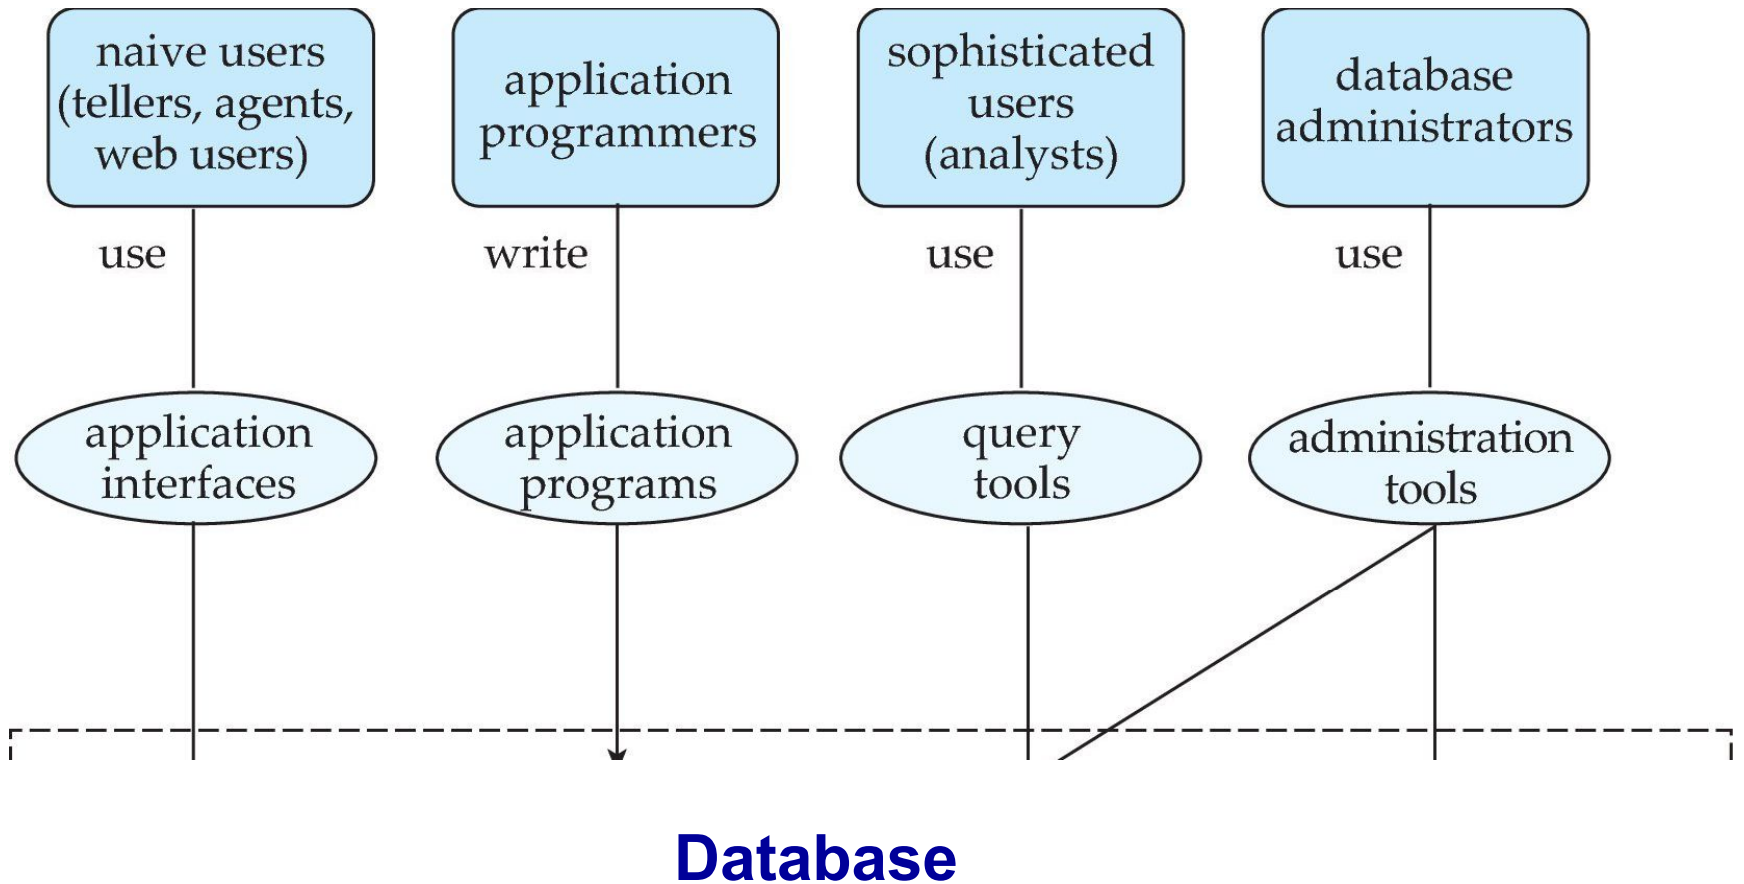 naive users
(tellers, agents,
web users)
application
programmers
sophisticated
users
(analysts)
database
administrators
use
write
use
use
application
interfaces
application
programs
query
tools
administration
tools
Database